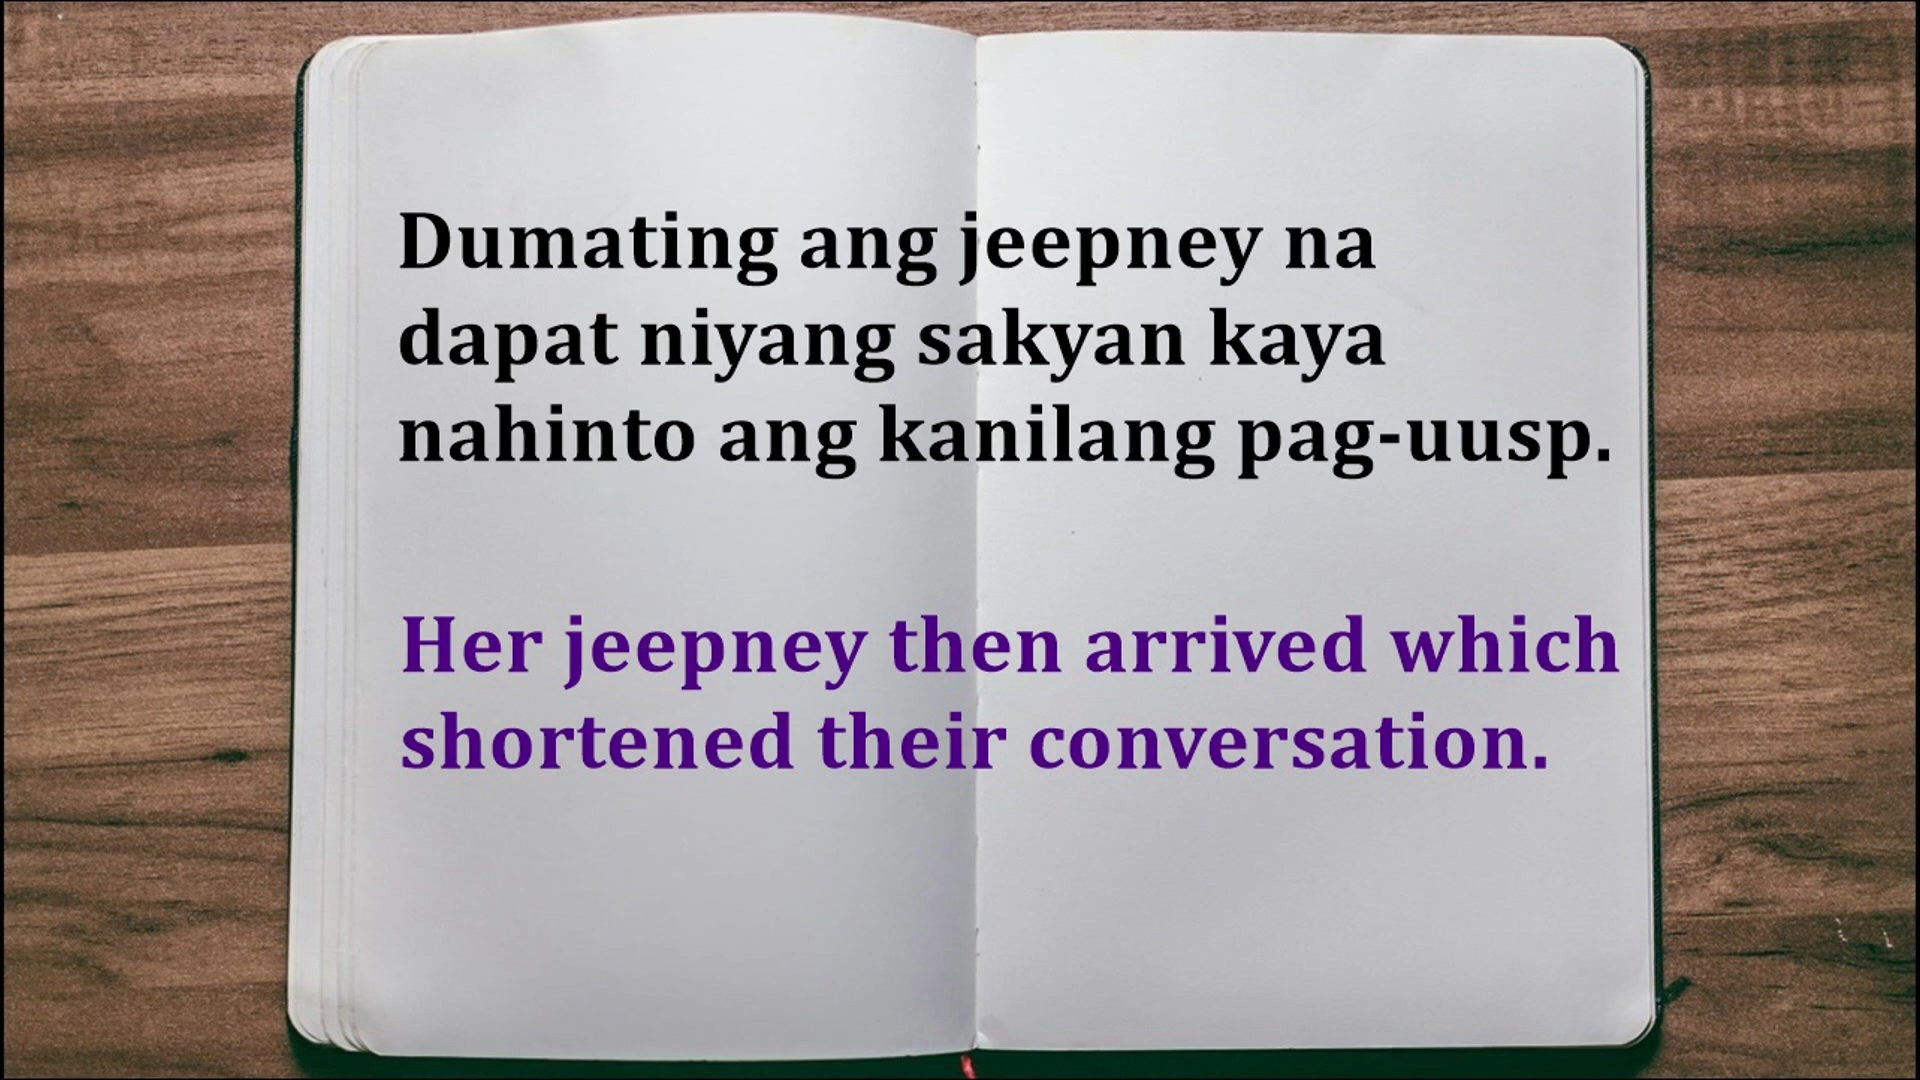 Dumating ang jeepney na
dapat niyang sakyan kaya
nahinto ang kanilang pag-uusp.
Her jeepney then arrived which
shortened their conversation.